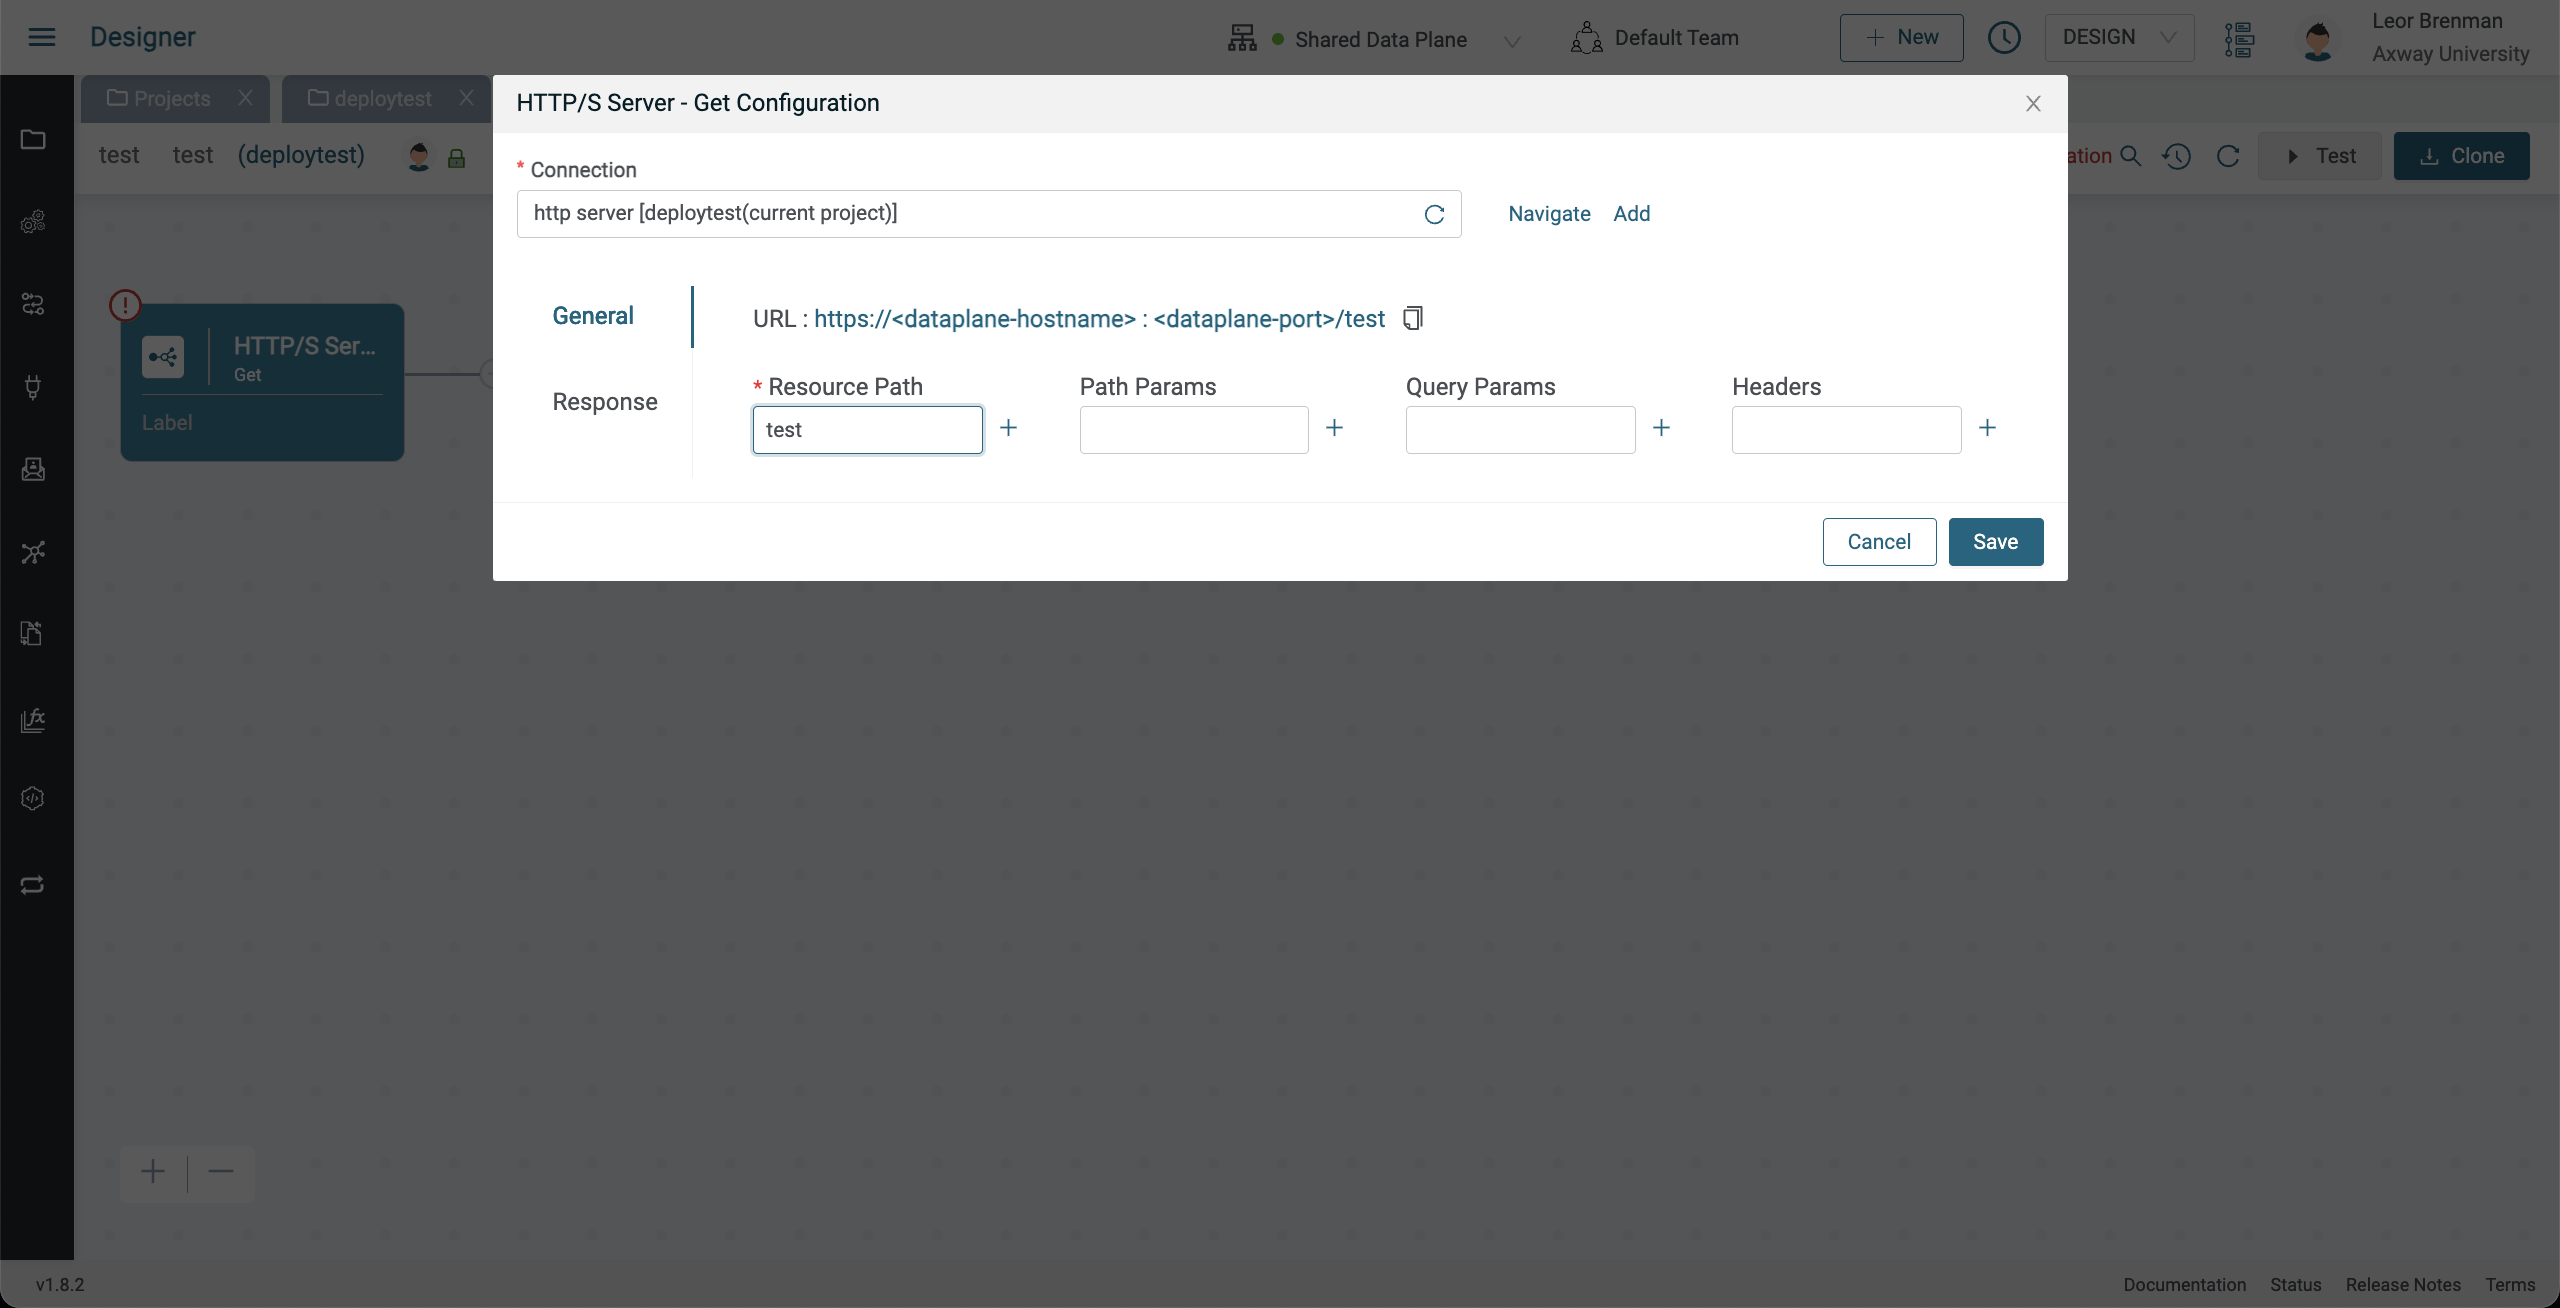 Designer
Shared Data Plane
Default Team
New
DESIGN
Leor Brenman
Axway University
Projects
deploytest
test test (deploytest)
ation
Test
Clone
HTTP/S Server - Get Configuration
* Connection
http server [deploytest(current project)]
Navigate Add
General
Response
URL : https://<dataplane-hostname> : <dataplane-port>/test
* Resource Path
Path Params
Query Params
Headers
test
Cancel
Save
HTTP/S Ser...
Get
Label
v1.8.2
Documentation Status Release Notes Terms